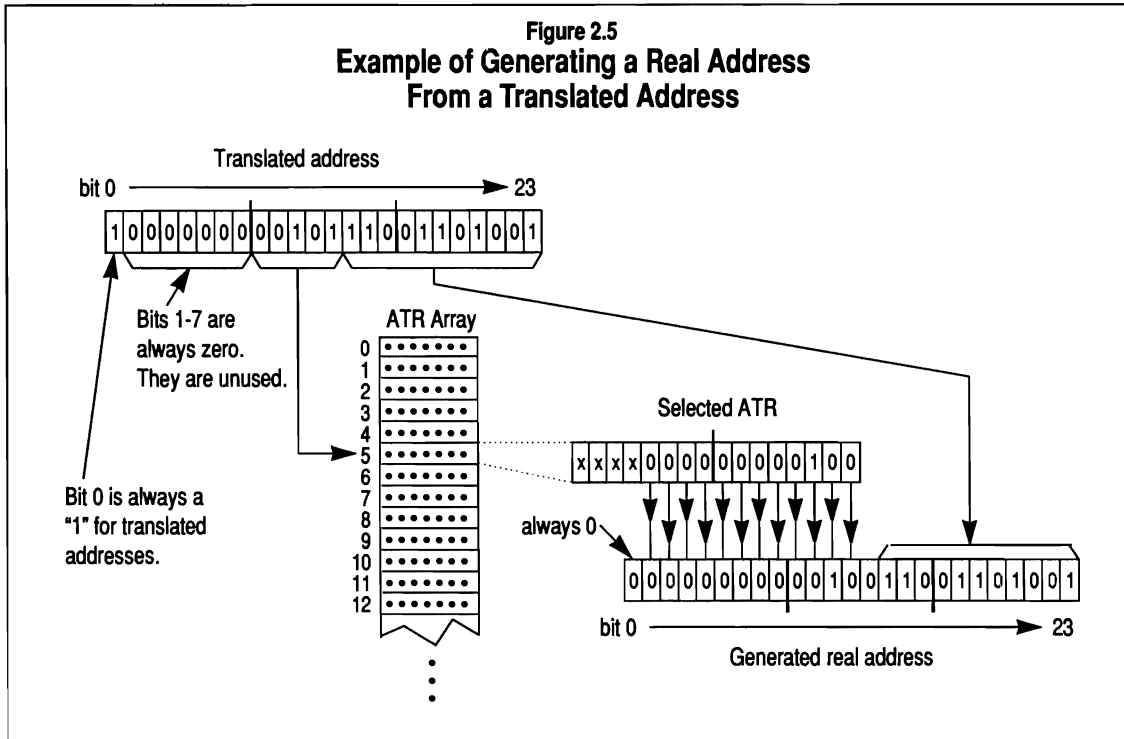 Figure 2.5
Example of Generating a Real Address
From a Translated Address
Translated address
bit 0 23
1 0 0 0 0 0 0 0 0 0 1 0 1 1 1 0 0 1 1 0 1 0 0 1
Bits 1-7 are
always zero.
They are unused.
Bit 0 is always a
"1" for translated
addresses.
ATR Array
0
1
2
3
4
5
6
7
8
9
10
11
12
Selected ATR
x x x x 0 0 0 0 0 0 0 0 0 1 0 0
always 0
0 0 0 0 0 0 0 0 0 0 0 1 0 0 1 1 0 0 1 1 0 1 0 0 1
bit 0 23
Generated real address